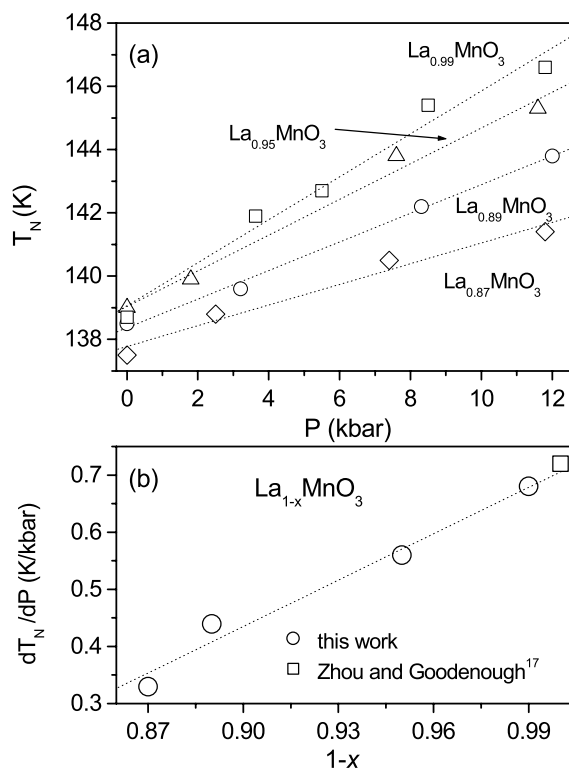 (a)
La0.99MnO3
La0.95MnO3
La0.89MnO3
La0.87MnO3
148
146
144
142
140
138
TN (K)
0 2 4 6 8 10 12
P (kbar)
(b)
La1-xMnO3
0.7
0.6
0.5
0.4
0.3
dTN/dP (K/kbar)
this work
Zhou and Goodenough17
0.87 0.90 0.93 0.96 0.99
1-x